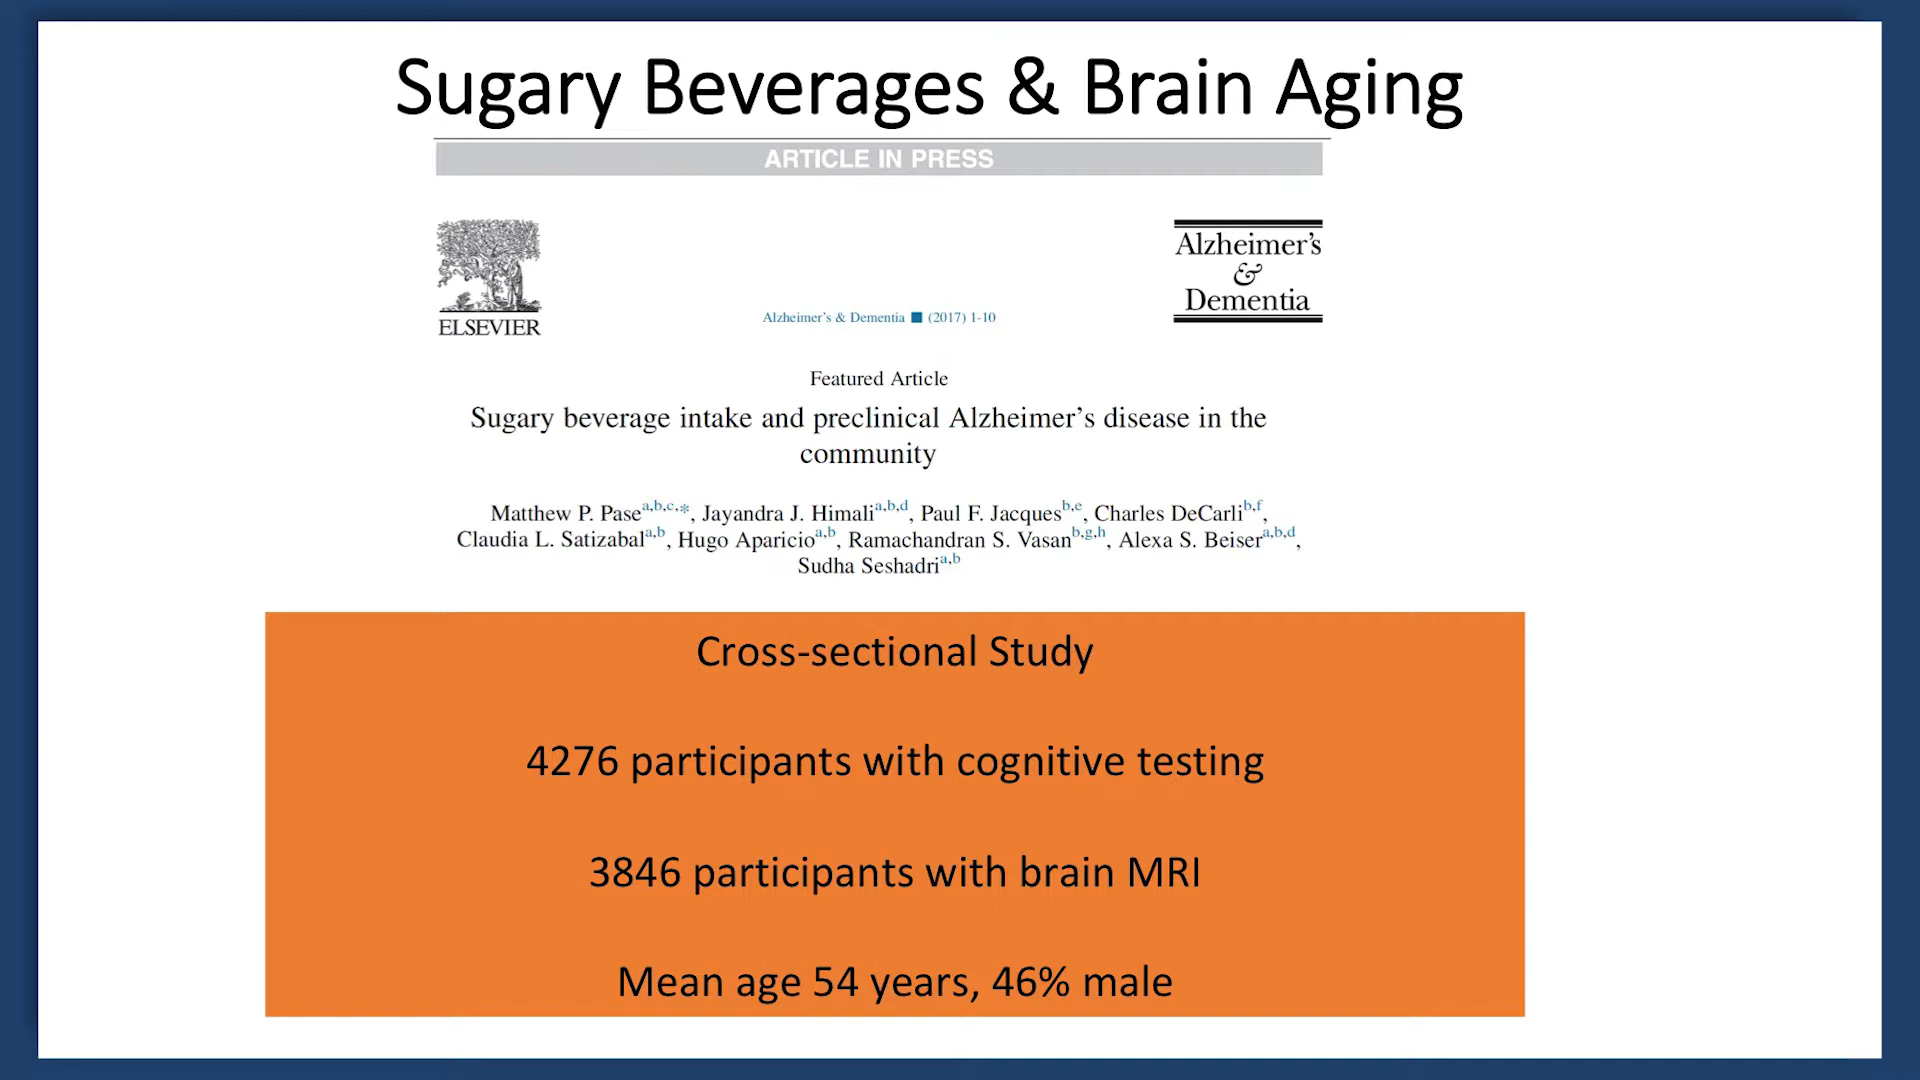 Sugary Beverages & Brain Aging
ARTICLE IN PRESS
ELSEVIER
Alzheimer's
&
Dementia
Alzheimer's & Dementia ■ (2017) 1-10
Featured Article
Sugary beverage intake and preclinical Alzheimer's disease in the
community
Matthew P. Pase^a,b,c,*, Jayandra J. Himali^a,b,d, Paul F. Jacques^b,e, Charles DeCarli^b,f,
Claudia L. Satizabal^a,b, Hugo Aparicio^a,b, Ramachandran S. Vasan^b,g,h, Alexa S. Beiser^a,b,d,
Sudha Seshadri^a,b
Cross-sectional Study
4276 participants with cognitive testing
3846 participants with brain MRI
Mean age 54 years, 46% male